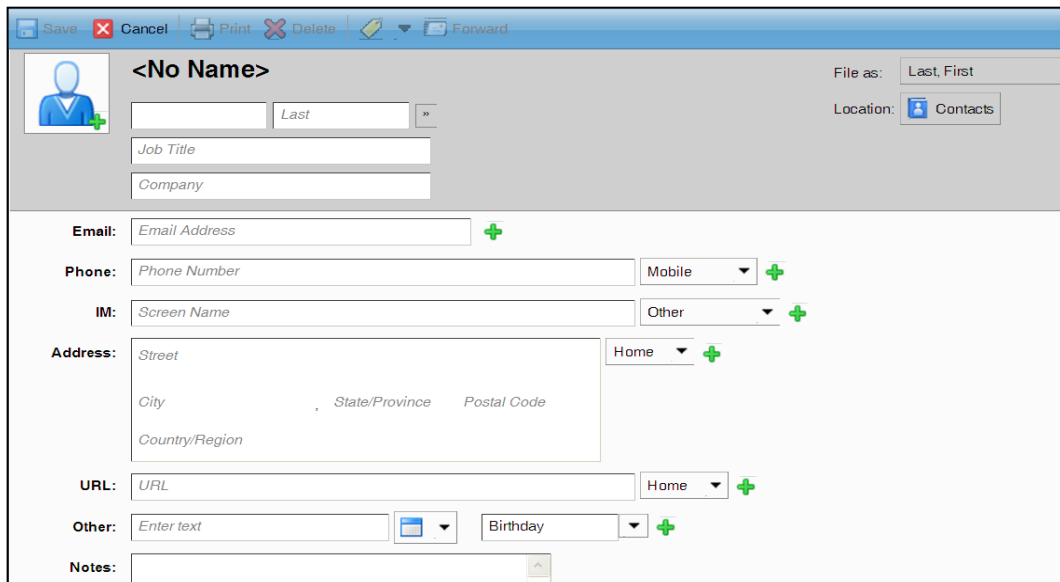 Save Cancel Print Delete Forward
<No Name>
File as: Last, First
Last »
Location: Contacts
Job Title
Company
Email: Email Address
Phone: Phone Number Mobile
IM: Screen Name Other
Address: Street Home
City , State/Province Postal Code
Country/Region
URL: URL Home
Other: Enter text Birthday
Notes: